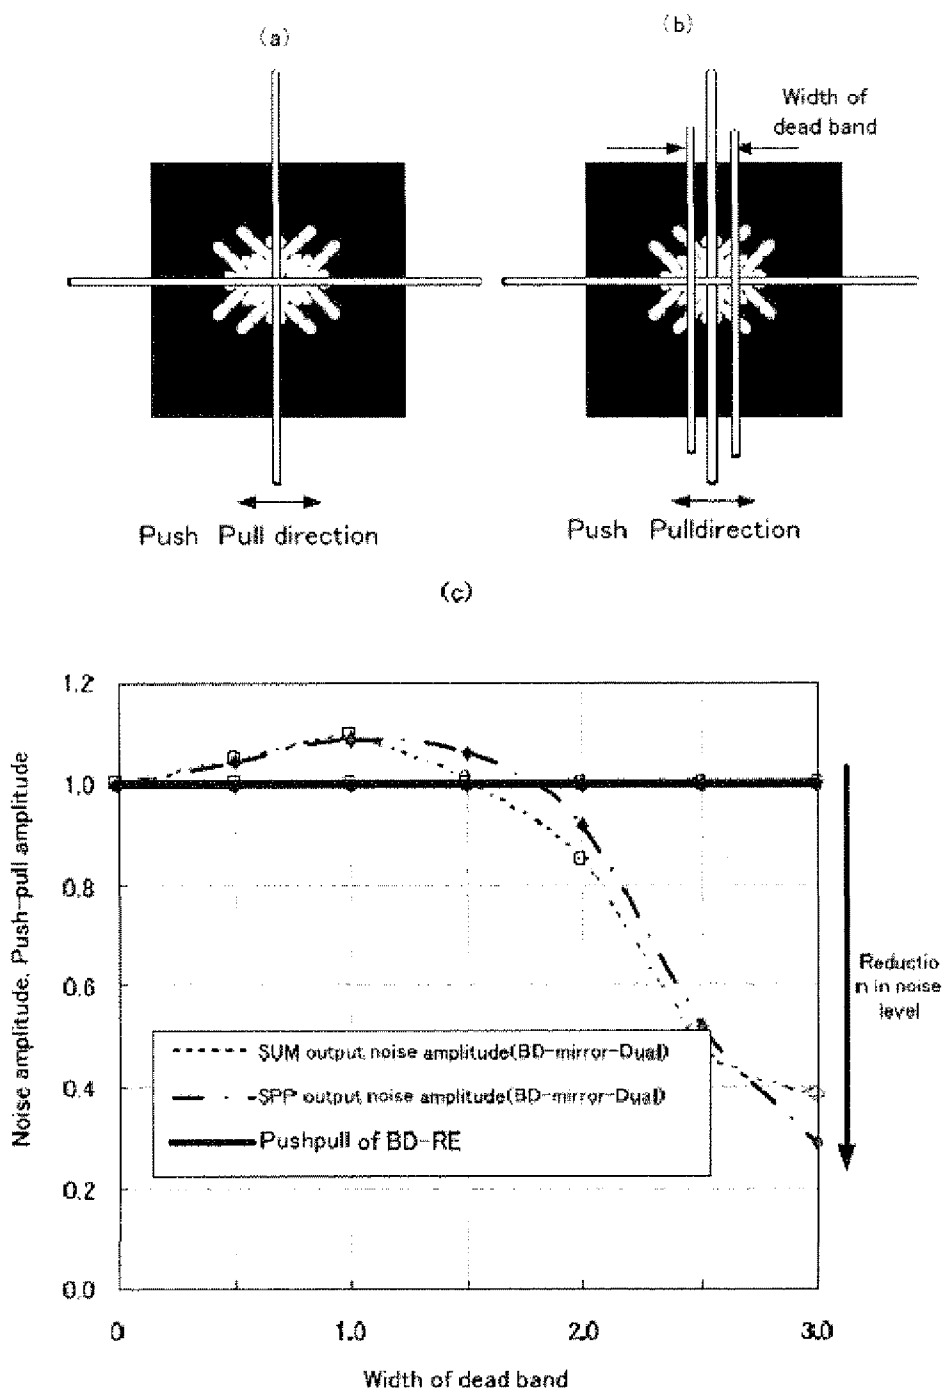 (a)
(b)
Width of
dead band
Push Pull direction
Push Pulldirection
(c)
Noise amplitude, Push-pull amplitude
1.2
1.0
0.8
0.6
0.4
0.2
0.0
SUM output noise amplitude(BD-mirror-Dual)
SPP output noise amplitude(BD-mirror-Dual)
Pushpull of BD-RE
Reductio
n in noise
level
0
1.0
2.0
3.0
Width of dead band